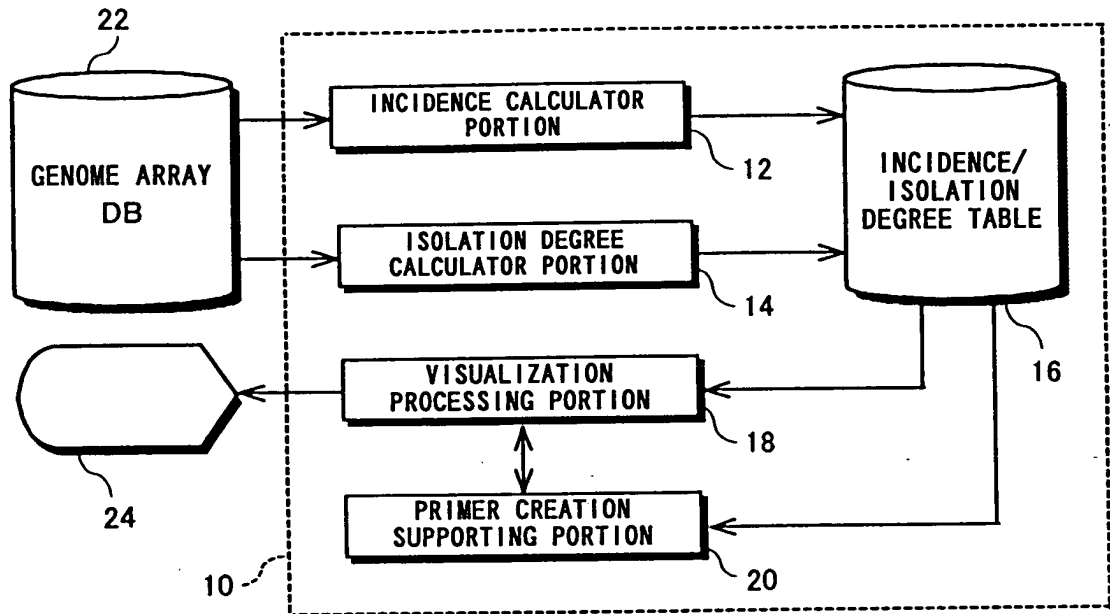 22
GENOME ARRAY
DB
INCIDENCE CALCULATOR
PORTION
12
INCIDENCE/
ISOLATION
DEGREE TABLE
16
ISOLATION DEGREE
CALCULATOR PORTION
14
VISUALIZATION
PROCESSING PORTION
18
24
PRIMER CREATION
SUPPORTING PORTION
20
10